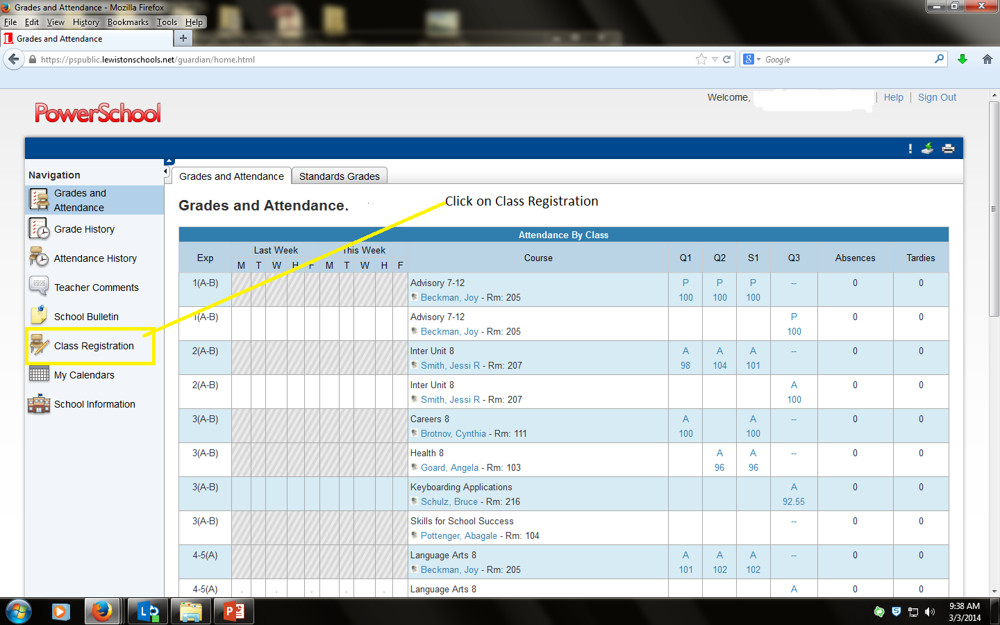 Grades and Attendance - Mozilla Firefox
File Edit View History Bookmarks Tools Help
Grades and Attendance
https://pspublic.lewistonschools.net/guardian/home.html
Google
Welcome, Help Sign Out
PowerSchool
Navigation
Grades and Attendance
Grade History
Attendance History
Teacher Comments
School Bulletin
Class Registration
My Calendars
School Information
Grades and Attendance Standards Grades
Grades and Attendance.
Click on Class Registration
Attendance By Class
Exp Last Week This Week Course Q1 Q2 S1 Q3 Absences Tardies
M T W H F M T W H F
1(A-B) Advisory 7-12 P P P -- 0 0
Beckman, Joy - Rm: 205 100 100 100
1(A-B) Advisory 7-12 P 0 0
Beckman, Joy - Rm: 205 100
2(A-B) Inter Unit 8 A A A -- 0 0
Smith, Jessi R - Rm: 207 98 104 101
2(A-B) Inter Unit 8 A 0 0
Smith, Jessi R - Rm: 207 100
3(A-B) Careers 8 A A -- 0 0
Brotnov, Cynthia - Rm: 111 100 100
3(A-B) Health 8 A A -- 0 0
Goard, Angela - Rm: 103 96 96
3(A-B) Keyboarding Applications A 0 0
Schulz, Bruce - Rm: 216 92.55
3(A-B) Skills for School Success -- 0 0
Pottenger, Abagale - Rm: 104
4-5(A) Language Arts 8 A A A -- 0 0
Beckman, Joy - Rm: 205 101 102 102
4-5(A) . . . . . Language Arts 8 A 0 0
9:38 AM
3/3/2014